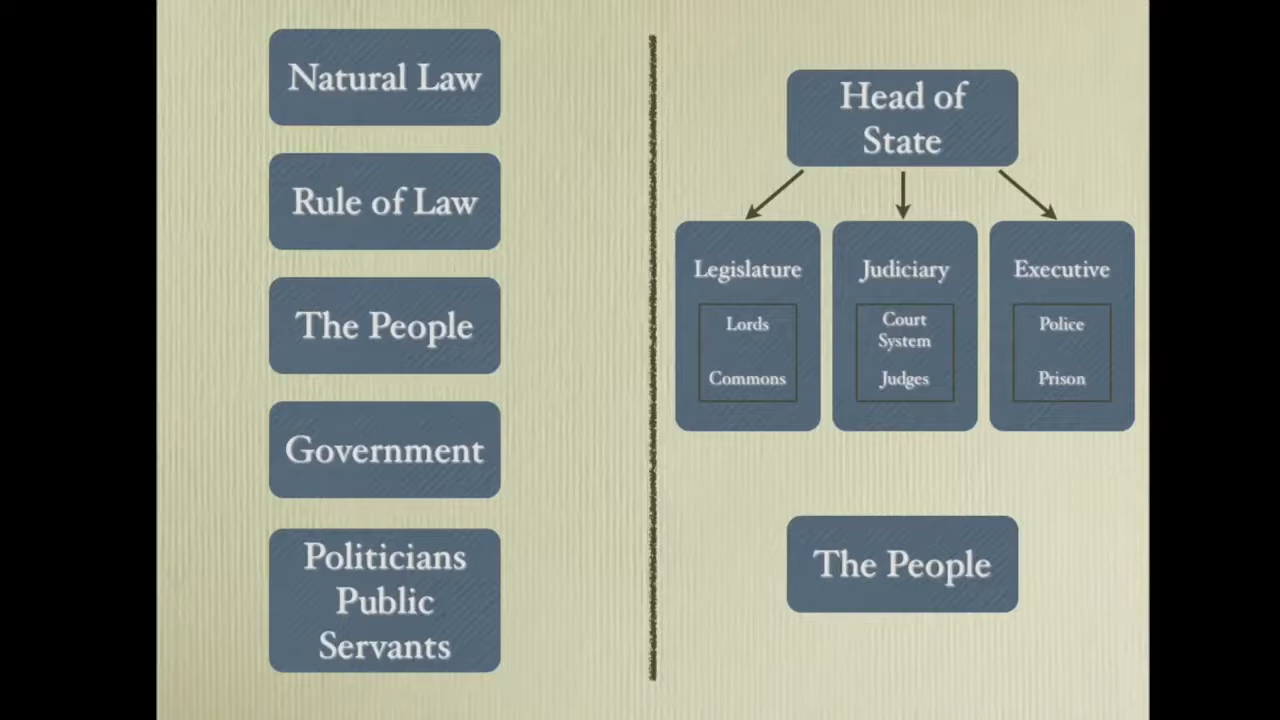 Natural Law
Rule of Law
The People
Government
Politicians
Public
Servants
Head of
State
Legislature
Lords
Commons
Judiciary
Court
System
Judges
Executive
Police
Prison
The People